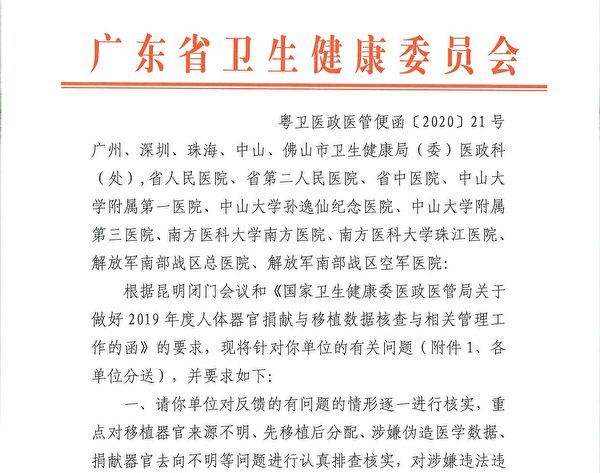 广东省卫生健康委员会
粤卫医政医管便函〔2020〕21号
广州、深圳、珠海、中山、佛山市卫生健康局（委）医政科
（处）,省人民医院、省第二人民医院、省中医院、中山大
学附属第一医院、中山大学孙逸仙纪念医院、中山大学附属
第三医院、南方医科大学南方医院、南方医科大学珠江医院、
解放军南部战区总医院、解放军南部战区空军医院:
根据昆明闭门会议和《国家卫生健康委医政医管局关于
做好2019年度人体器官捐献与移植数据核查与相关管理工
作的函》的要求，现将针对你单位的有关问题（附件1、各
单位分送），并要求如下：
一、请你单位对反馈的有问题的情形逐一进行核实，重
点对移植器官来源不明、先移植后分配、涉嫌伪造医学数据、
捐献器官去向不明等问题进行认真排查核实，对涉嫌违法违